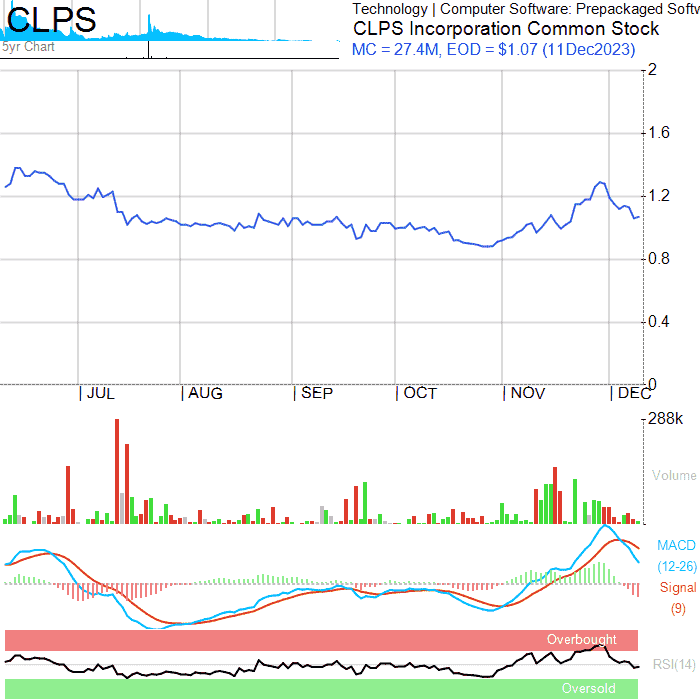 CLPS
5yr Chart
Technology | Computer Software: Prepackaged Softw
CLPS Incorporation Common Stock
MC = 27.4M, EOD = $1.07 (11Dec2023)
2
1.6
1.2
0.8
0.4
0
| JUL | AUG | SEP | OCT | NOV | DEC
288k
Volume
MACD
(12-26)
Signal
(9)
Overbought
RSI(14)
Oversold